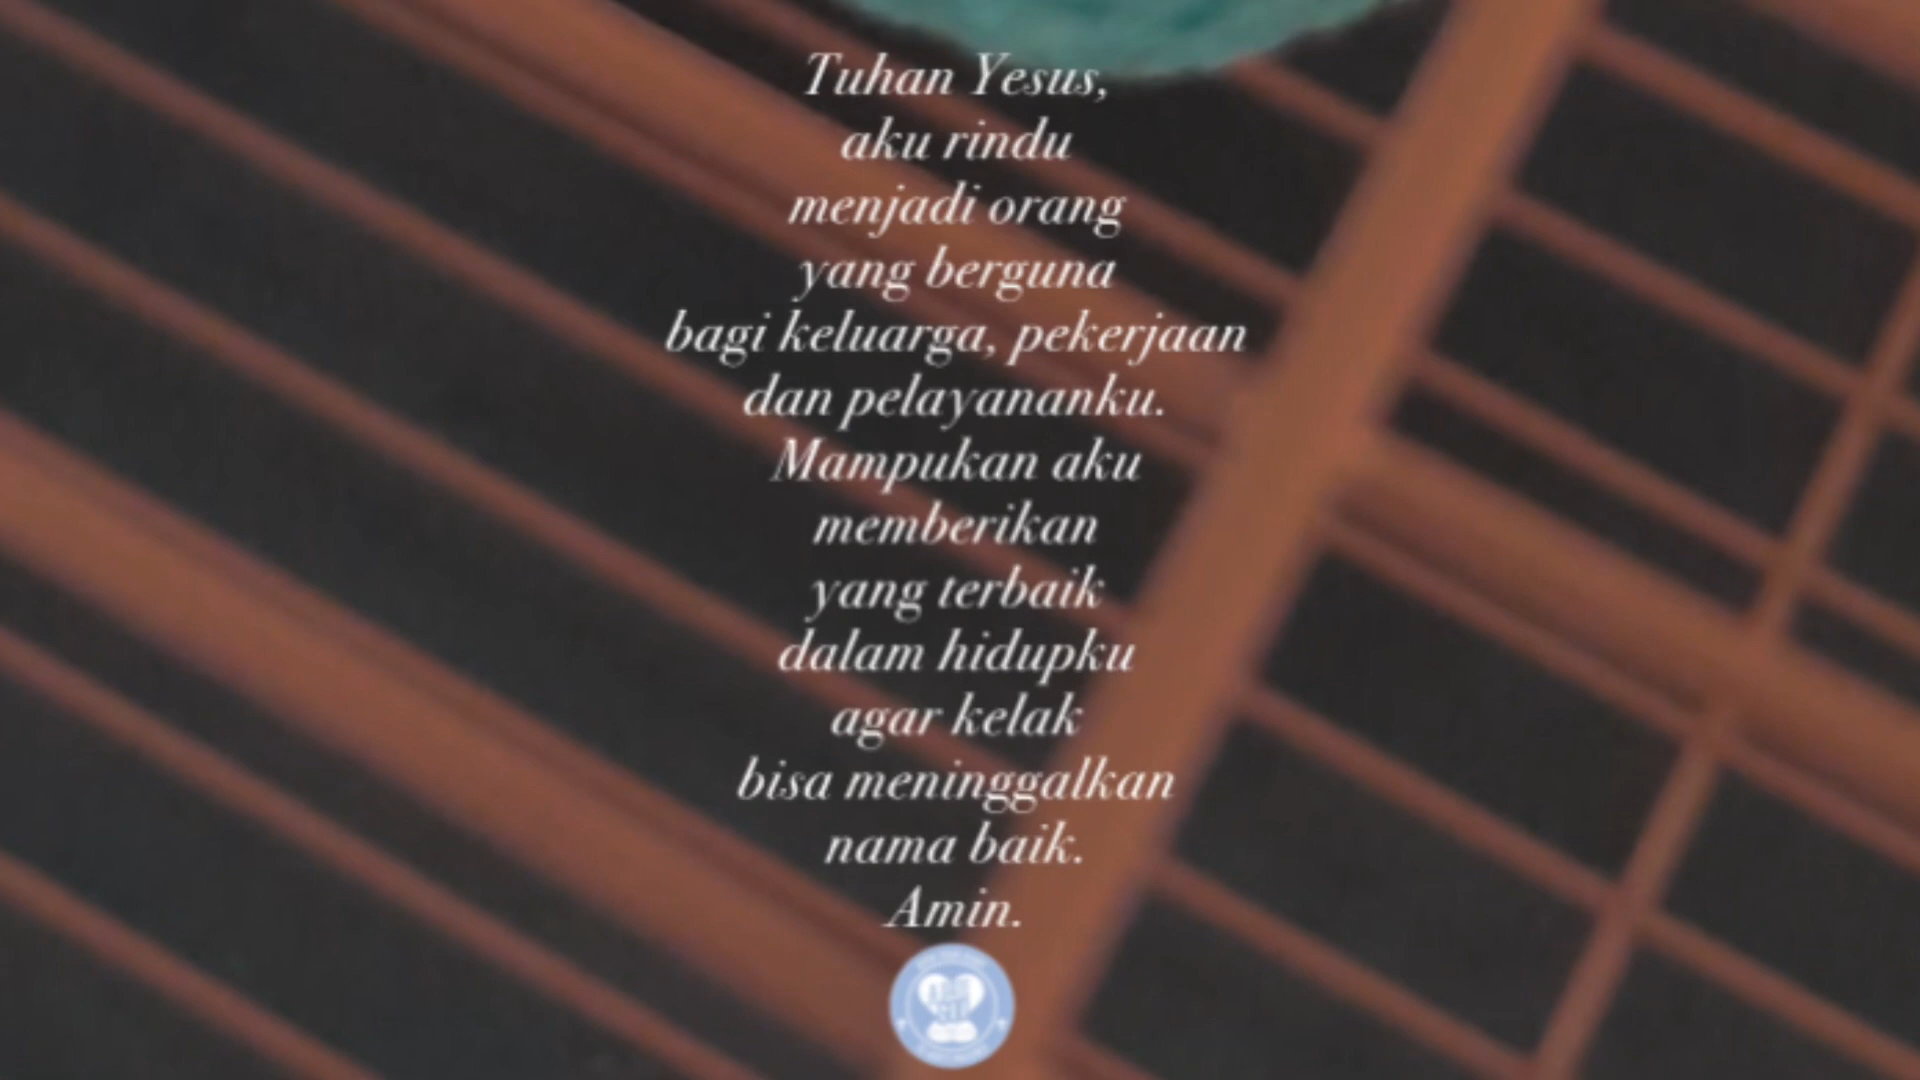 Tuhan Yesus,
aku rindu
menjadi orang
yang berguna
bagi keluarga, pekerjaan
dan pelayananku.
Mampukan aku
memberikan
yang terbaik
dalam hidupku
agar kelak
bisa meninggalkan
nama baik.
Amin.